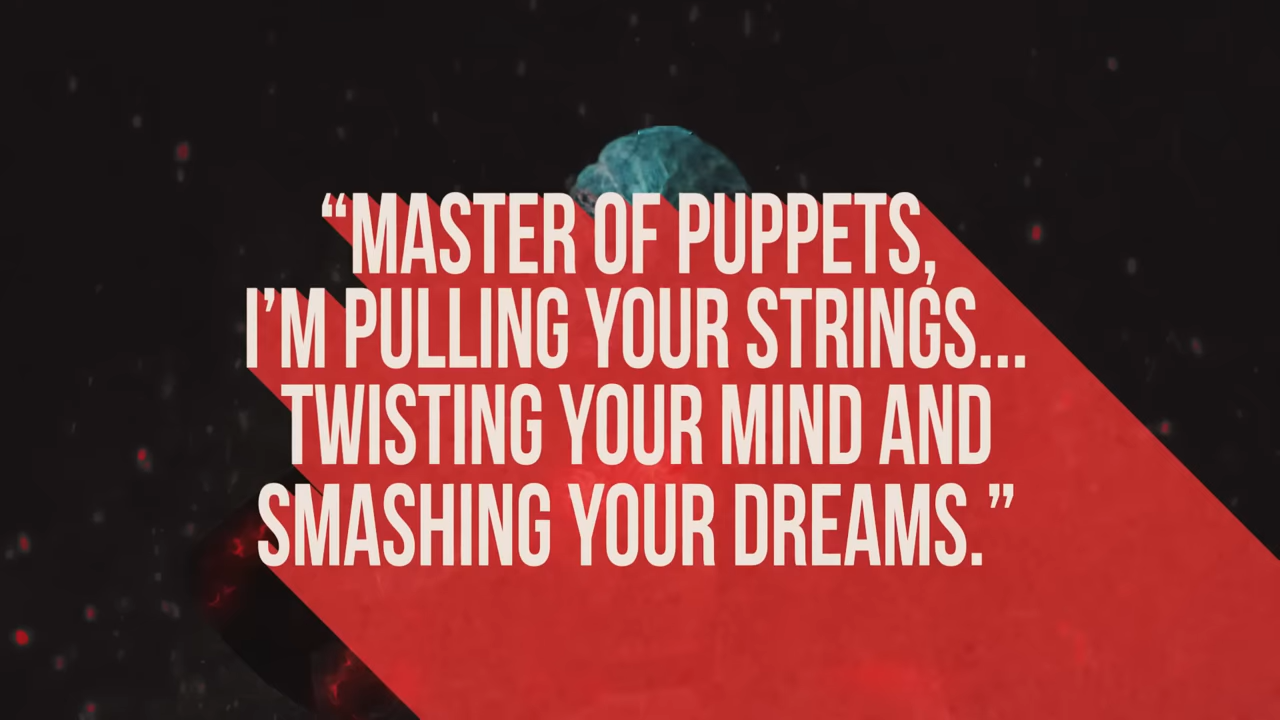 “MASTER OF PUPPETS,
I’M PULLING YOUR STRINGS...
TWISTING YOUR MIND AND
SMASHING YOUR DREAMS.”